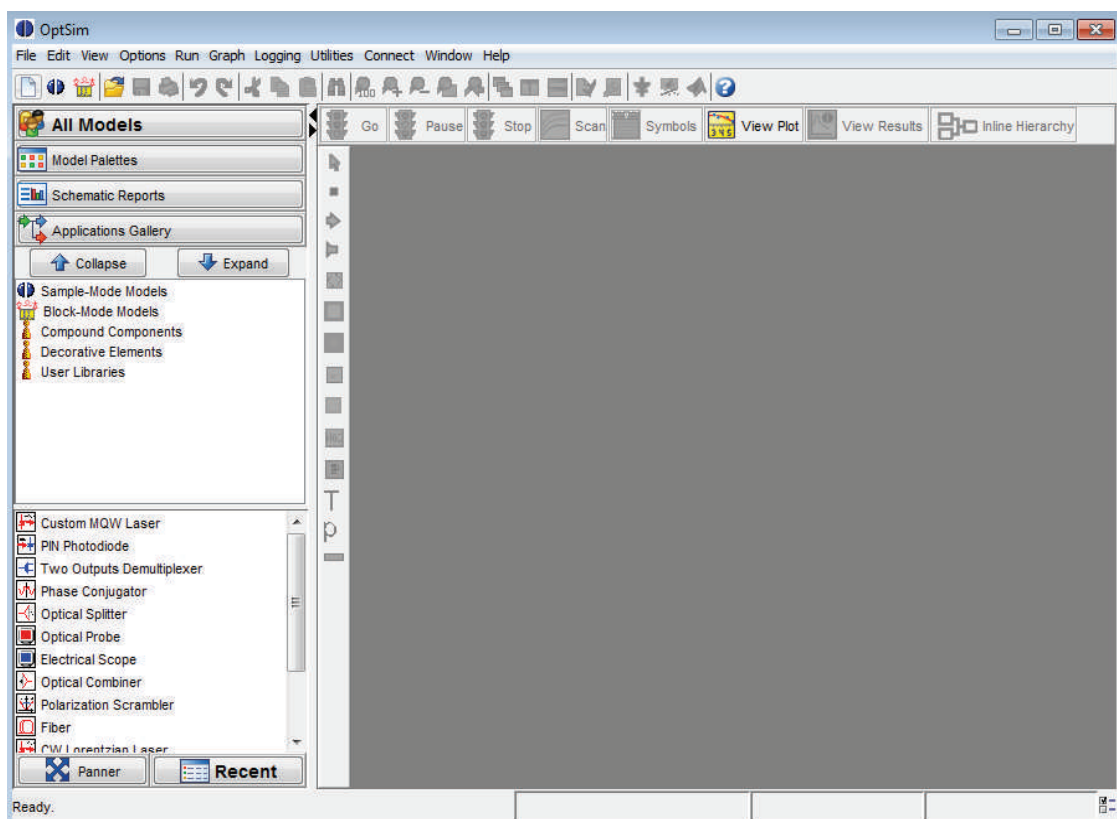 OptSim
File Edit View Options Run Graph Logging Utilities Connect Window Help
All Models
Go Pause Stop Scan Symbols View Plot View Results Inline Hierarchy
Model Palettes
Schematic Reports
Applications Gallery
Collapse Expand
Sample-Mode Models
Block-Mode Models
Compound Components
Decorative Elements
User Libraries
T
p
Custom MQW Laser
PIN Photodiode
Two Outputs Demultiplexer
Phase Conjugator
Optical Splitter
Optical Probe
Electrical Scope
Optical Combiner
Polarization Scrambler
Fiber
CW Lorentzian Laser
Panner Recent
Ready.